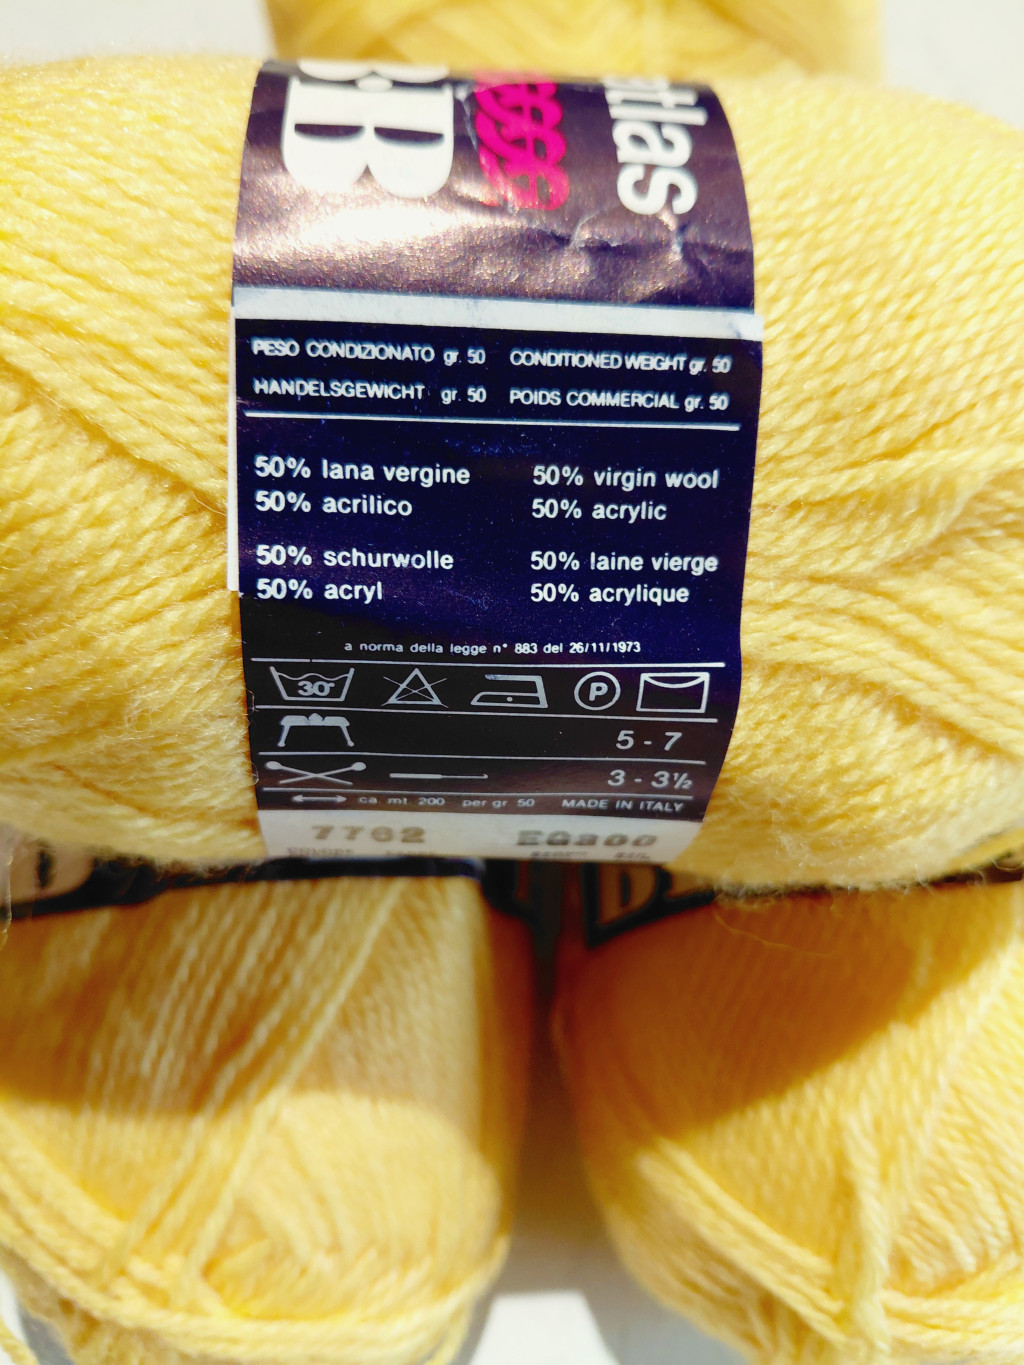 BB
tlas
PESO CONDIZIONATO gr. 50 CONDITIONED WEIGHT gr. 50
HANDELSGEWICHT gr. 50 POIDS COMMERCIAL gr. 50
50% lana vergine 50% virgin wool
50% acrilico 50% acrylic
50% schurwolle 50% laine vierge
50% acryl 50% acrylique
a norma della legge n° 883 del 26/11/1973
30° P
5 - 7
3 - 3½
ca. mt. 200 per gr. 50 MADE IN ITALY
7762 EG300